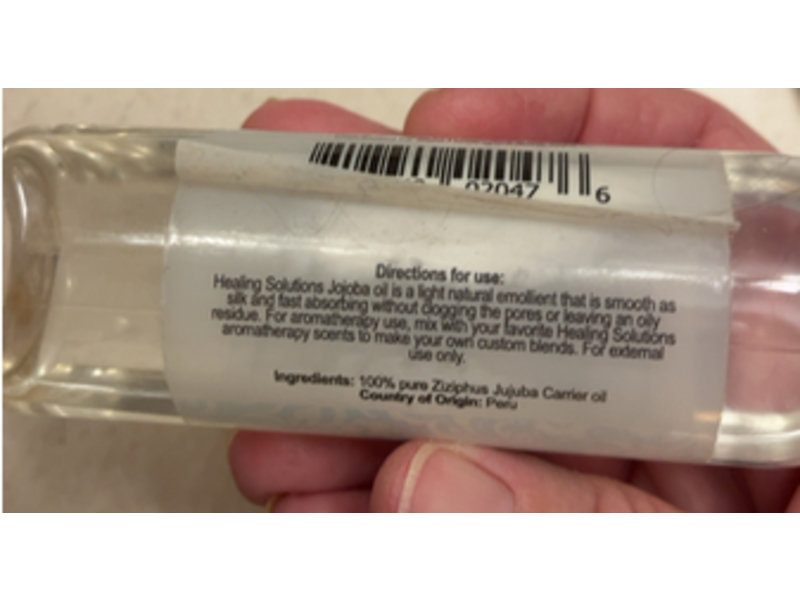 02047 6
Directions for use:
Healing Solutions Jojoba oil is a light natural emollient that is smooth as
silk and fast absorbing without clogging the pores or leaving an oily
residue. For aromatherapy use, mix with your favorite Healing Solutions
aromatherapy scents to make your own custom blends. For external
use only.
Ingredients: 100% pure Ziziphus Jujuba Carrier oil
Country of Origin: Peru